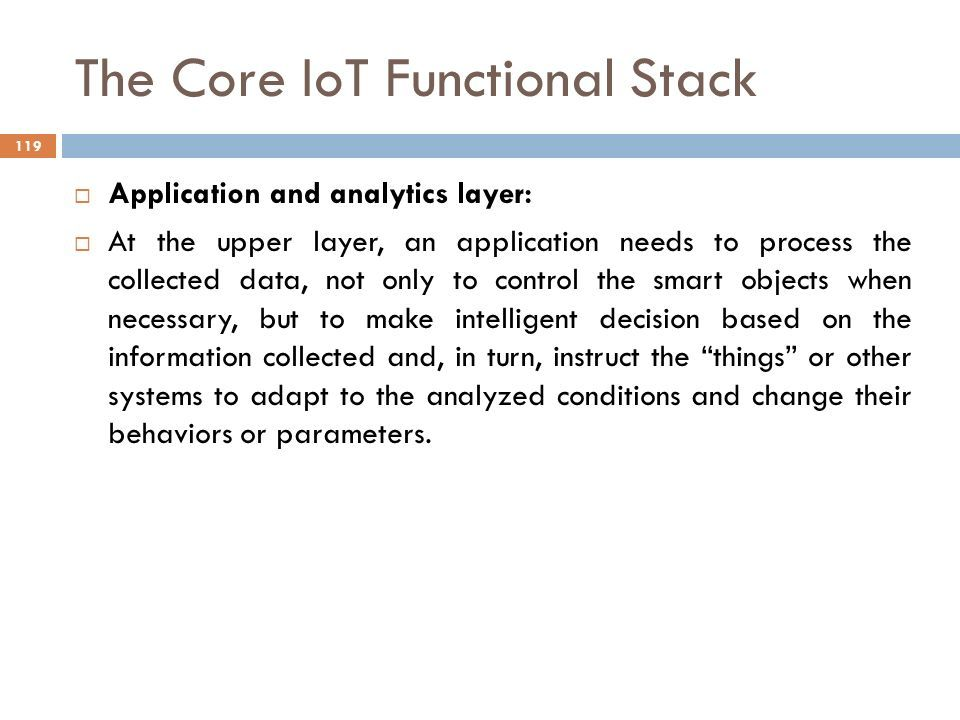 The Core IoT Functional Stack
119
Application and analytics layer:
At the upper layer, an application needs to process the
collected data, not only to control the smart objects when
necessary, but to make intelligent decision based on the
information collected and, in turn, instruct the “things” or other
systems to adapt to the analyzed conditions and change their
behaviors or parameters.